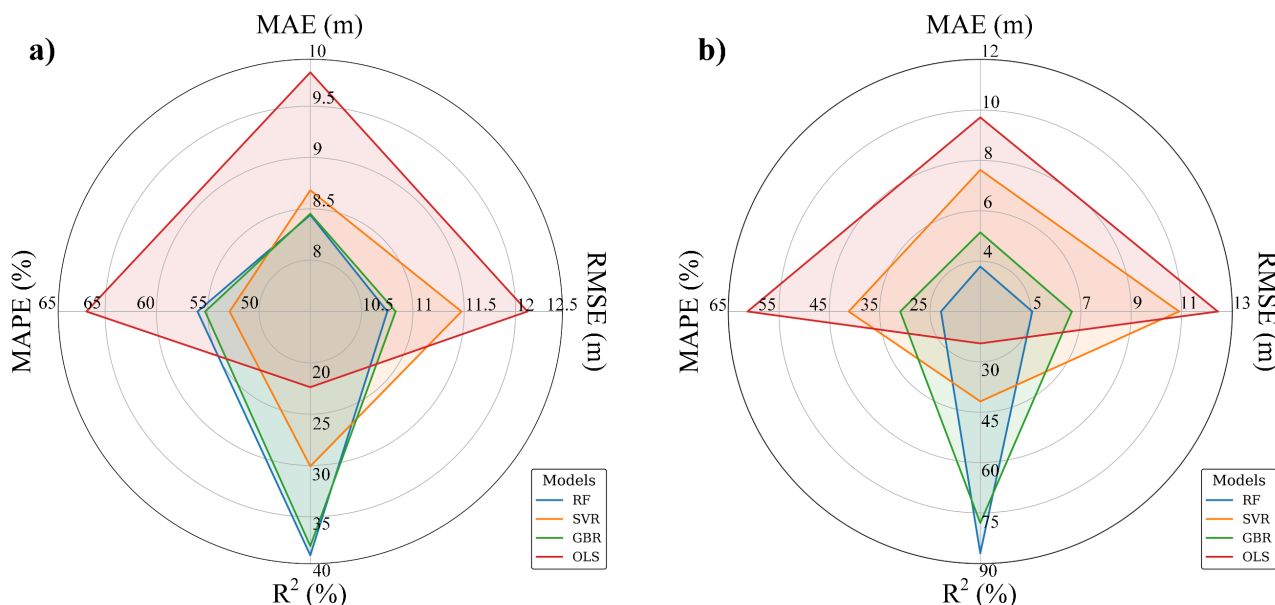 a)
MAE (m)
10
9.5
9
8.5
8
MAPE (%)
65
65
60
55
50
10.5
11
11.5
12
12.5
RMSE (m)
20
25
30
35
40
R² (%)
Models
RF
SVR
GBR
OLS
b)
MAE (m)
12
10
8
6
4
MAPE (%)
65
55
45
35
25
5
7
9
11
13
RMSE (m)
30
45
60
75
90
R² (%)
Models
RF
SVR
GBR
OLS